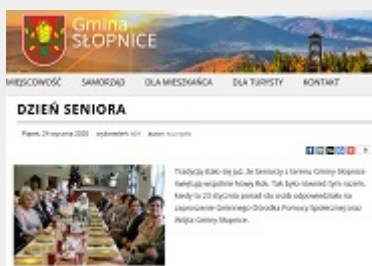 Gmina
SŁOPNICE
MIEJSCOWOŚĆ SAMORZĄD DLA MIESZKAŃCA DLA TURYSTY KONTAKT
DZIEŃ SENIORA
Piątek, 24 stycznia 2020 wyświetleń: autor:
Tradycją stało się już, że Seniorzy z terenu Gminy Słopnice
świętują wspólnie Nowy Rok. Tak było również tym razem,
kiedy to 23 stycznia ponad sto osób odpowiedziało na
zaproszenie Gminnego Ośrodka Pomocy Społecznej oraz
Wójta Gminy Słopnice.